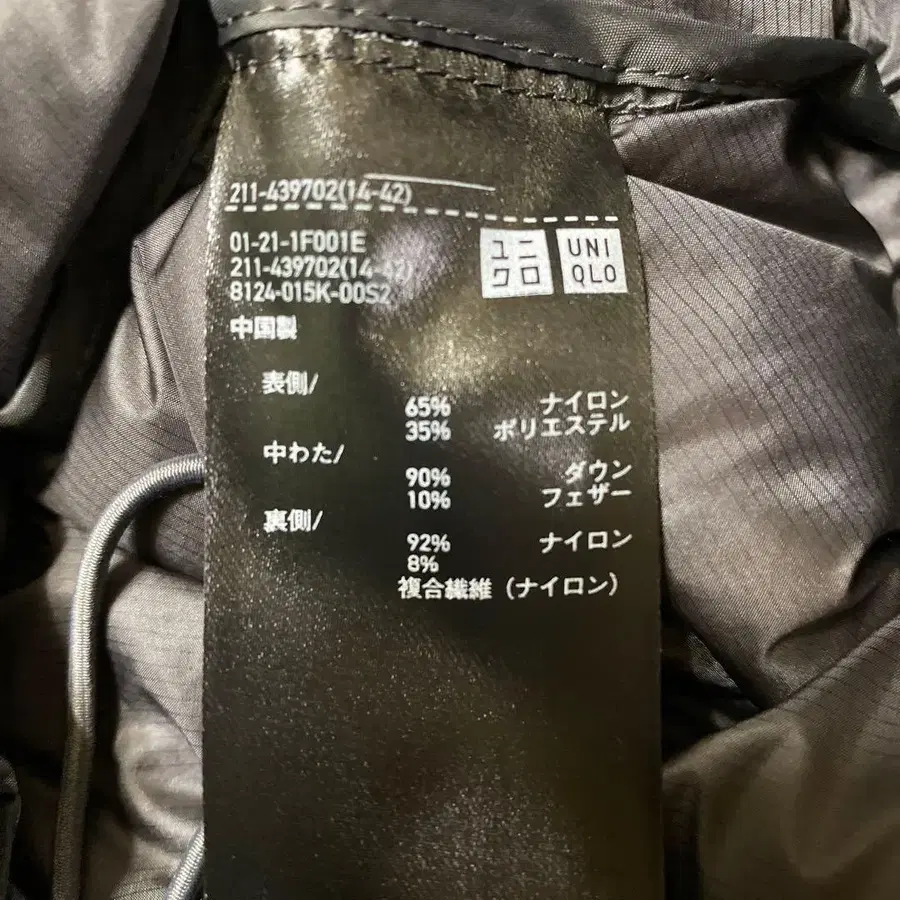 211-439702(14-42)
01-21-1F001E
211-439702(14-42)
8124-015K-00S2
ユニ
クロ
UNI
QLO
中国製
表側/
65% ナイロン
35% ポリエステル
中わた/
90% ダウン
10% フェザー
裏側/
92% ナイロン
8%
複合繊維（ナイロン）